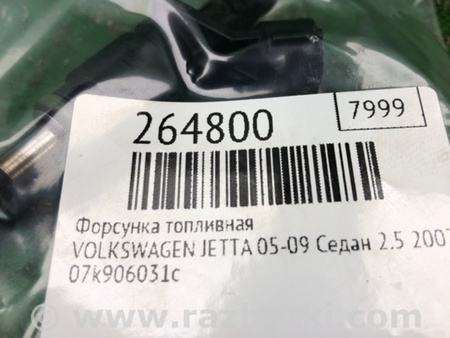 7999
264800
Форсунка топливная
VOLKSWAGEN JETTA 05-09 Седан 2.5 2007
07k906031c